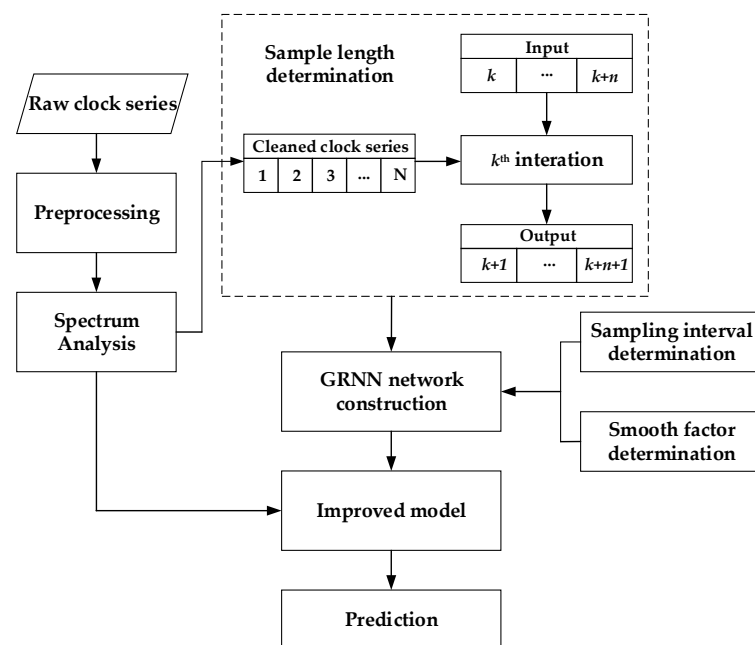 Raw clock series
Preprocessing
Spectrum
Analysis
Sample length
determination
Cleaned clock series
1 2 3 ... N
Input
k ... k+n
kth interation
Output
k+1 ... k+n+1
GRNN network
construction
Sampling interval
determination
Smooth factor
determination
Improved model
Prediction